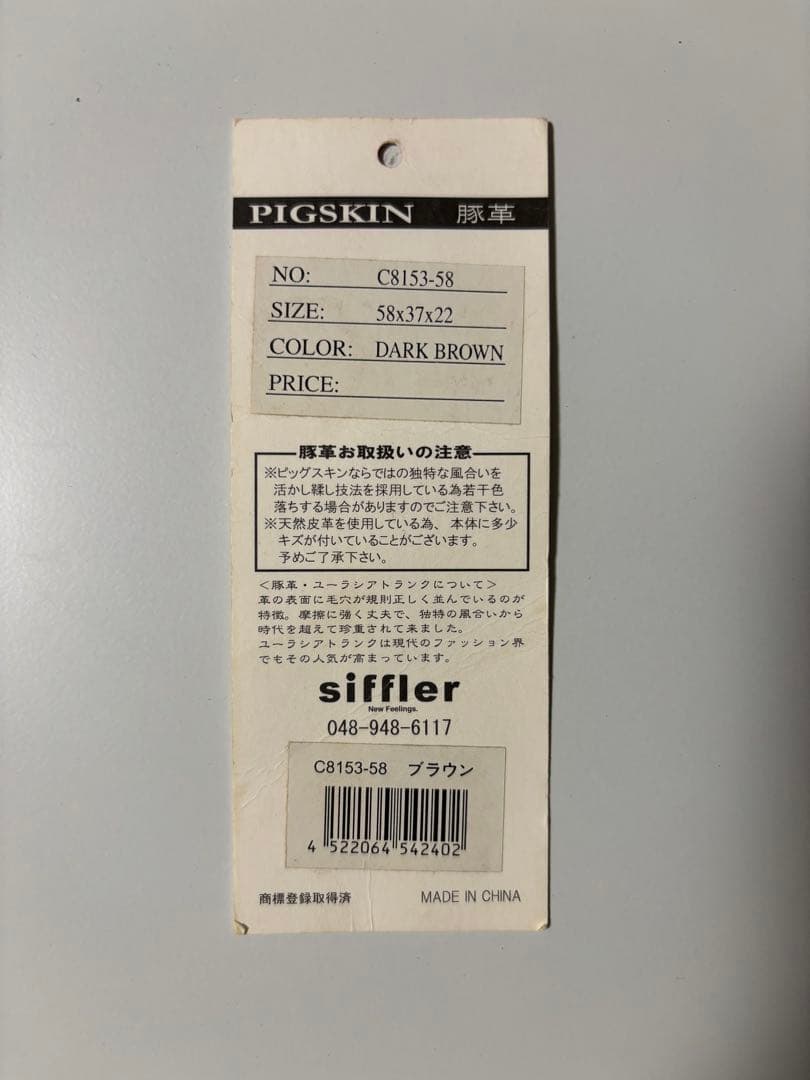 PIGSKIN 豚革
NO: C8153-58
SIZE: 58x37x22
COLOR: DARK BROWN
PRICE:
豚革お取扱いの注意
※ピッグスキンならではの独特な風合いを
活かし鞣し技法を採用している為若干色
落ちする場合がありますのでご注意下さい。
※天然皮革を使用している為、本体に多少
キズが付いていることがございます。
予めご了承下さい。
＜豚革・ユーラシアトランクについて＞
革の表面に毛穴が規則正しく並んでいるのが
特徴。摩擦に強く丈夫で、独特の風合いから
時代を超えて珍重されて来ました。
ユーラシアトランクは現代のファッション界
でもその人気が高まっています。
siffler
New Feelings.
048-948-6117
C8153-58 ブラウン
4 522064 542402
商標登録取得済 MADE IN CHINA